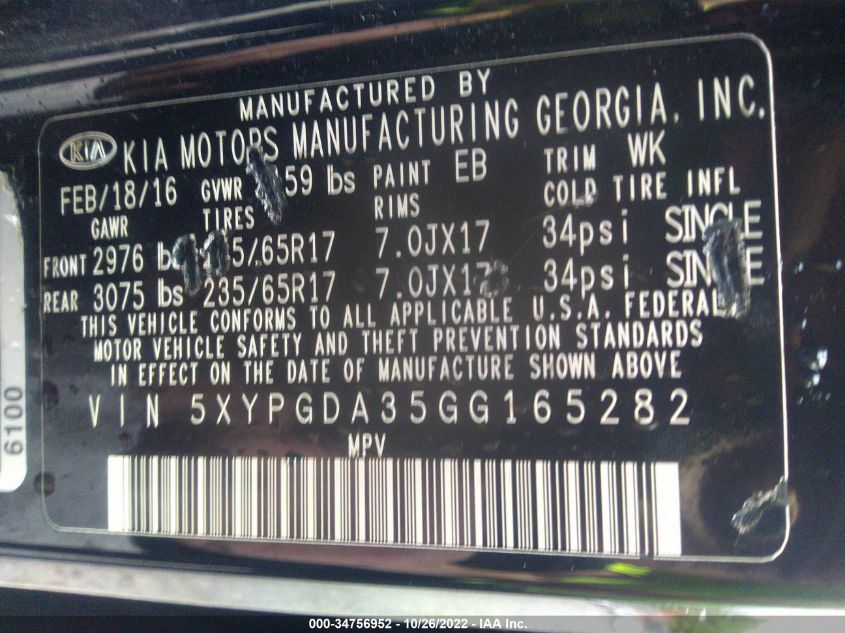 MANUFACTURED BY
KIA KIA MOTORS MANUFACTURING GEORGIA, INC.
FEB/18/16 GVWR 59 lbs PAINT EB TRIM WK
GAWR TIRES RIMS COLD TIRE INFL
FRONT 2976 lbs 5/65R17 7.0JX17 34psi SINGLE
REAR 3075 lbs 235/65R17 7.0JX17 34psi SINGLE
THIS VEHICLE CONFORMS TO ALL APPLICABLE U.S.A. FEDERAL
MOTOR VEHICLE SAFETY AND THEFT PREVENTION STANDARDS
IN EFFECT ON THE DATE OF MANUFACTURE SHOWN ABOVE
VIN 5XYPGDA35GG165282
MPV
6100
000-34756952 - 10/26/2022 - IAA Inc.